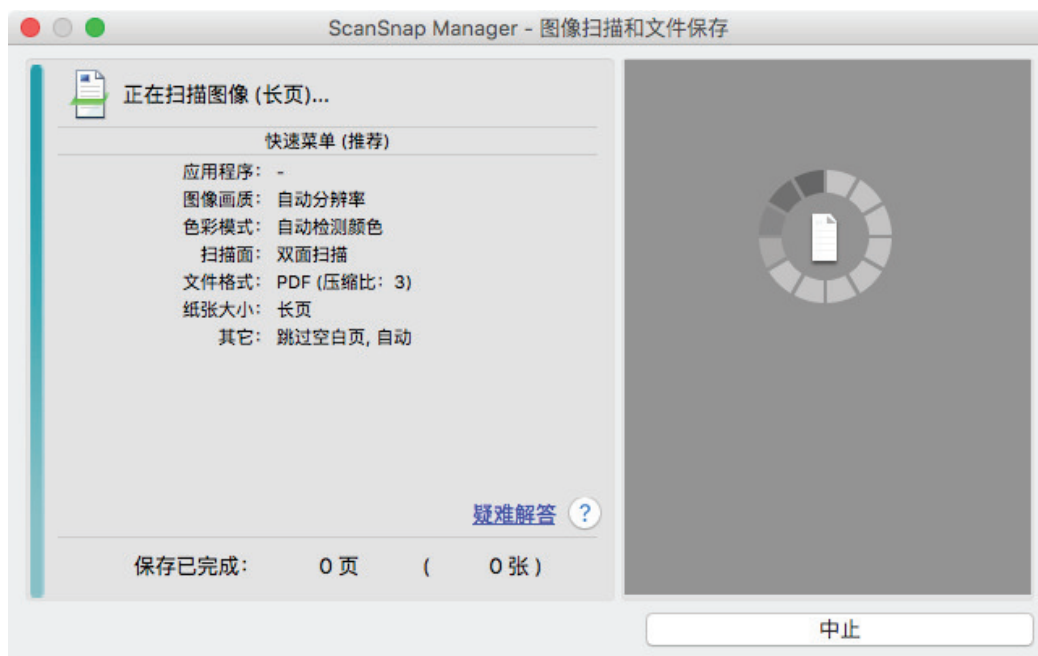 ScanSnap Manager - 图像扫描和文件保存
正在扫描图像 (长页)...
快速菜单 (推荐)
应用程序: -
图像画质: 自动分辨率
色彩模式: 自动检测颜色
扫描面: 双面扫描
文件格式: PDF (压缩比: 3)
纸张大小: 长页
其它: 跳过空白页, 自动
疑难解答 ?
保存已完成: 0 页 ( 0 张 )
中止